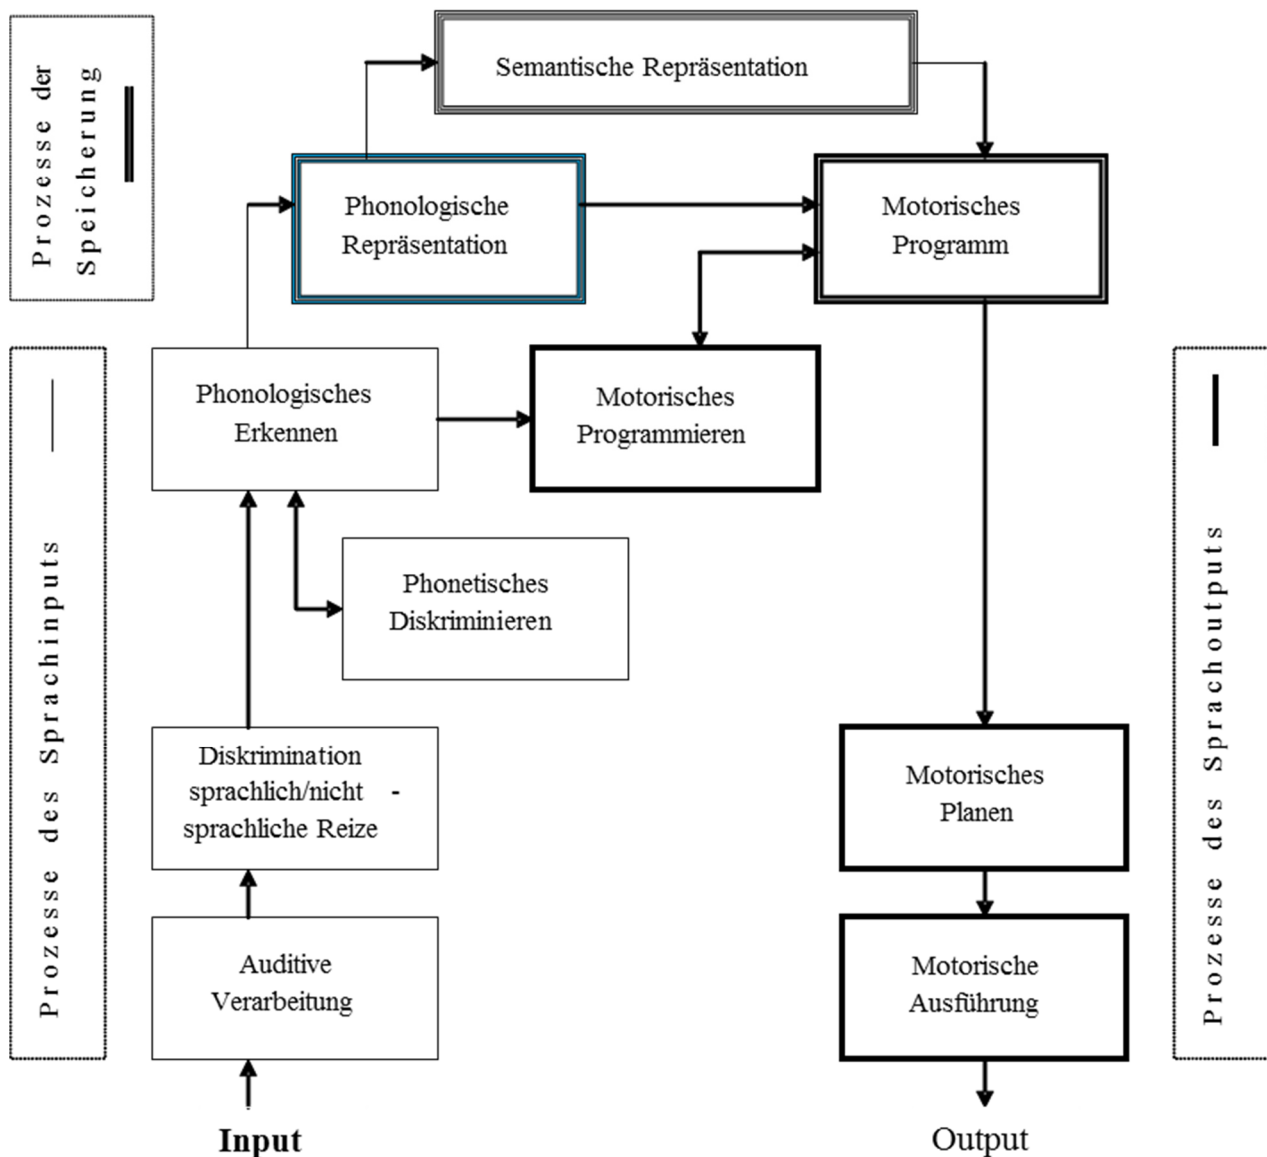 Prozesse der
Speicherung
Semantische Repräsentation
Phonologische
Repräsentation
Motorisches
Programm
Prozesse des Sprachinputs
Phonologisches
Erkennen
Motorisches
Programmieren
Phonetisches
Diskriminieren
Diskrimination
sprachlich/nicht -
sprachliche Reize
Auditive
Verarbeitung
Input
Motorisches
Planen
Motorische
Ausführung
Output
Prozesse des Sprachoutputs